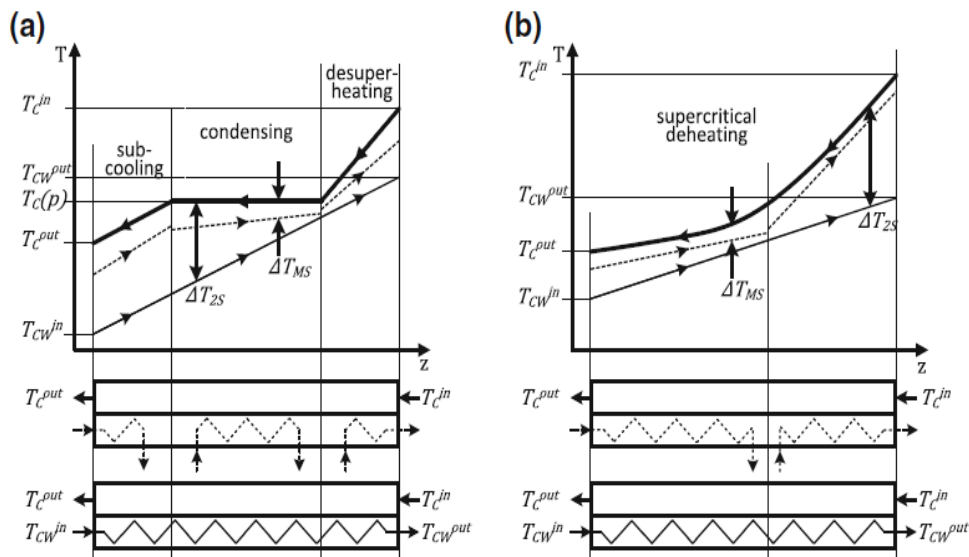 (a)
T
T_C^in
desuper-
heating
condensing
sub-
cooling
T_CW^out
T_C(p)
T_C^out
ΔT_2S
ΔT_MS
T_CW^in
z
T_C^out
T_C^in
T_C^out
T_C^in
T_CW^in
T_CW^out
(b)
T
T_C^in
supercritical
deheating
T_CW^out
ΔT_2S
T_C^out
ΔT_MS
T_CW^in
z
T_C^out
T_C^in
T_C^out
T_C^in
T_CW^in
T_CW^out